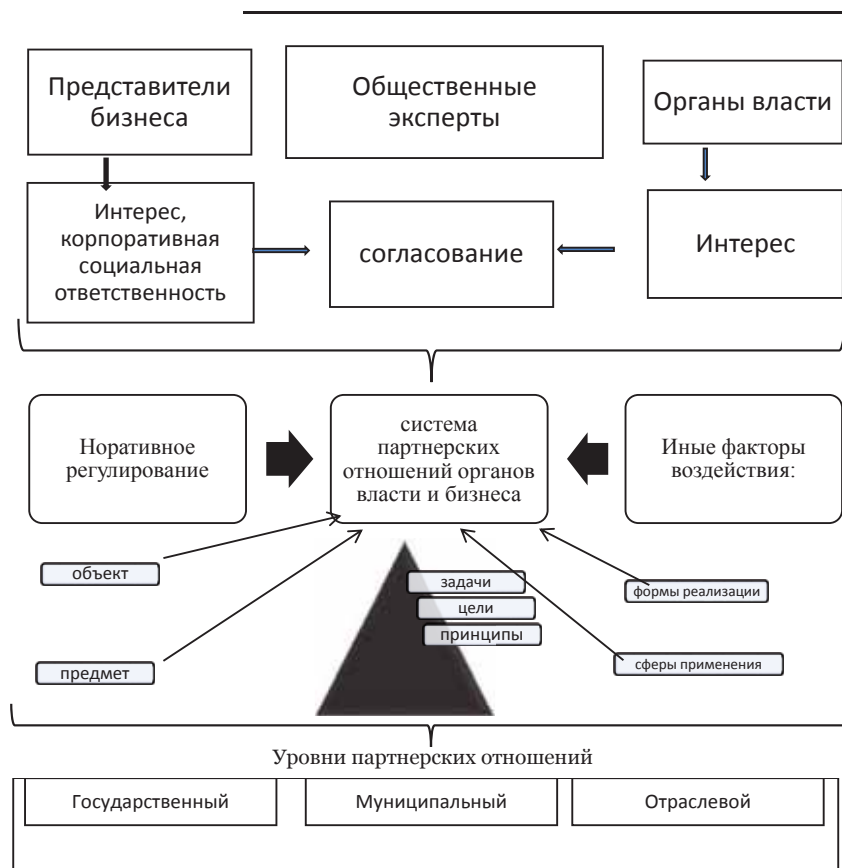 Представители
бизнеса
Общественные
эксперты
Органы власти
Интерес,
корпоративная
социальная
ответственность
согласование
Интерес
Норативное
регулирование
система
партнерских
отношений органов
власти и бизнеса
Иные факторы
воздействия:
объект
предмет
задачи
цели
принципы
формы реализации
сферы применения
Уровни партнерских отношений
Государственный
Муниципальный
Отраслевой